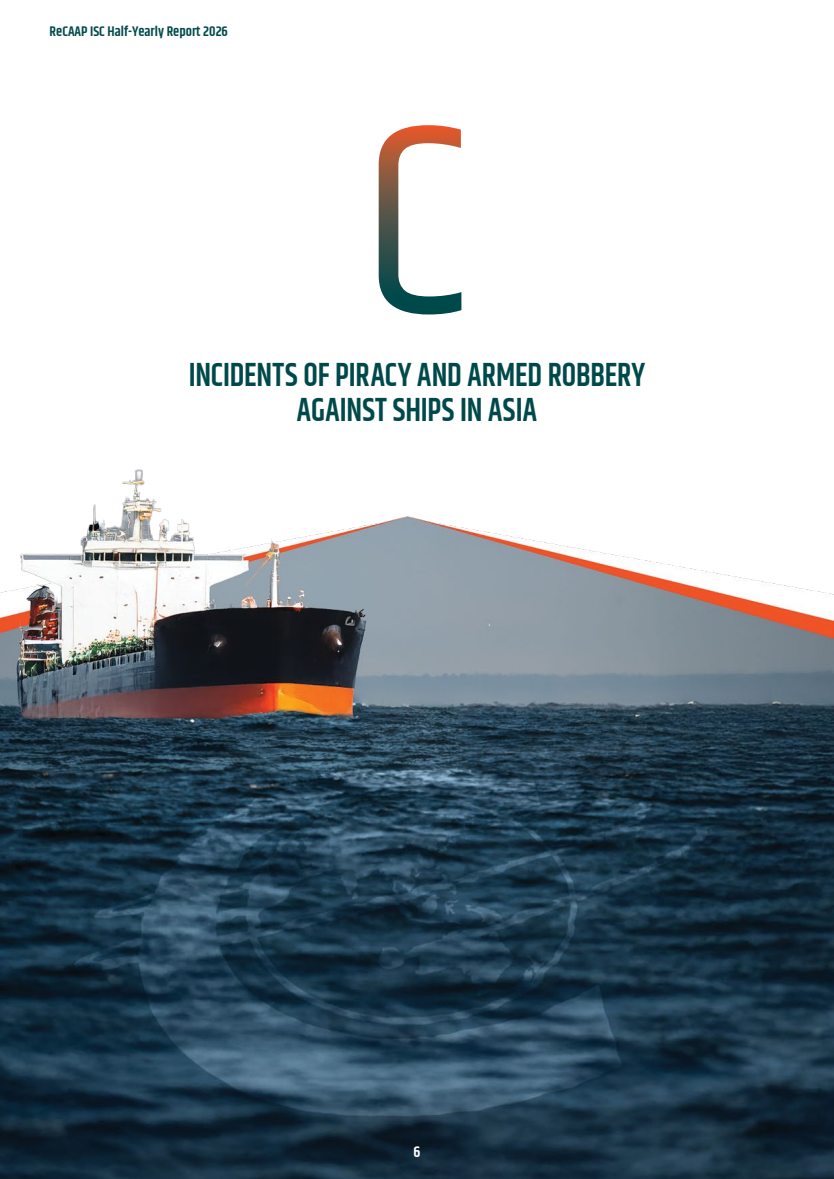 ReCAAP ISC Half-Yearly Report 2026
C
INCIDENTS OF PIRACY AND ARMED ROBBERY
AGAINST SHIPS IN ASIA
6